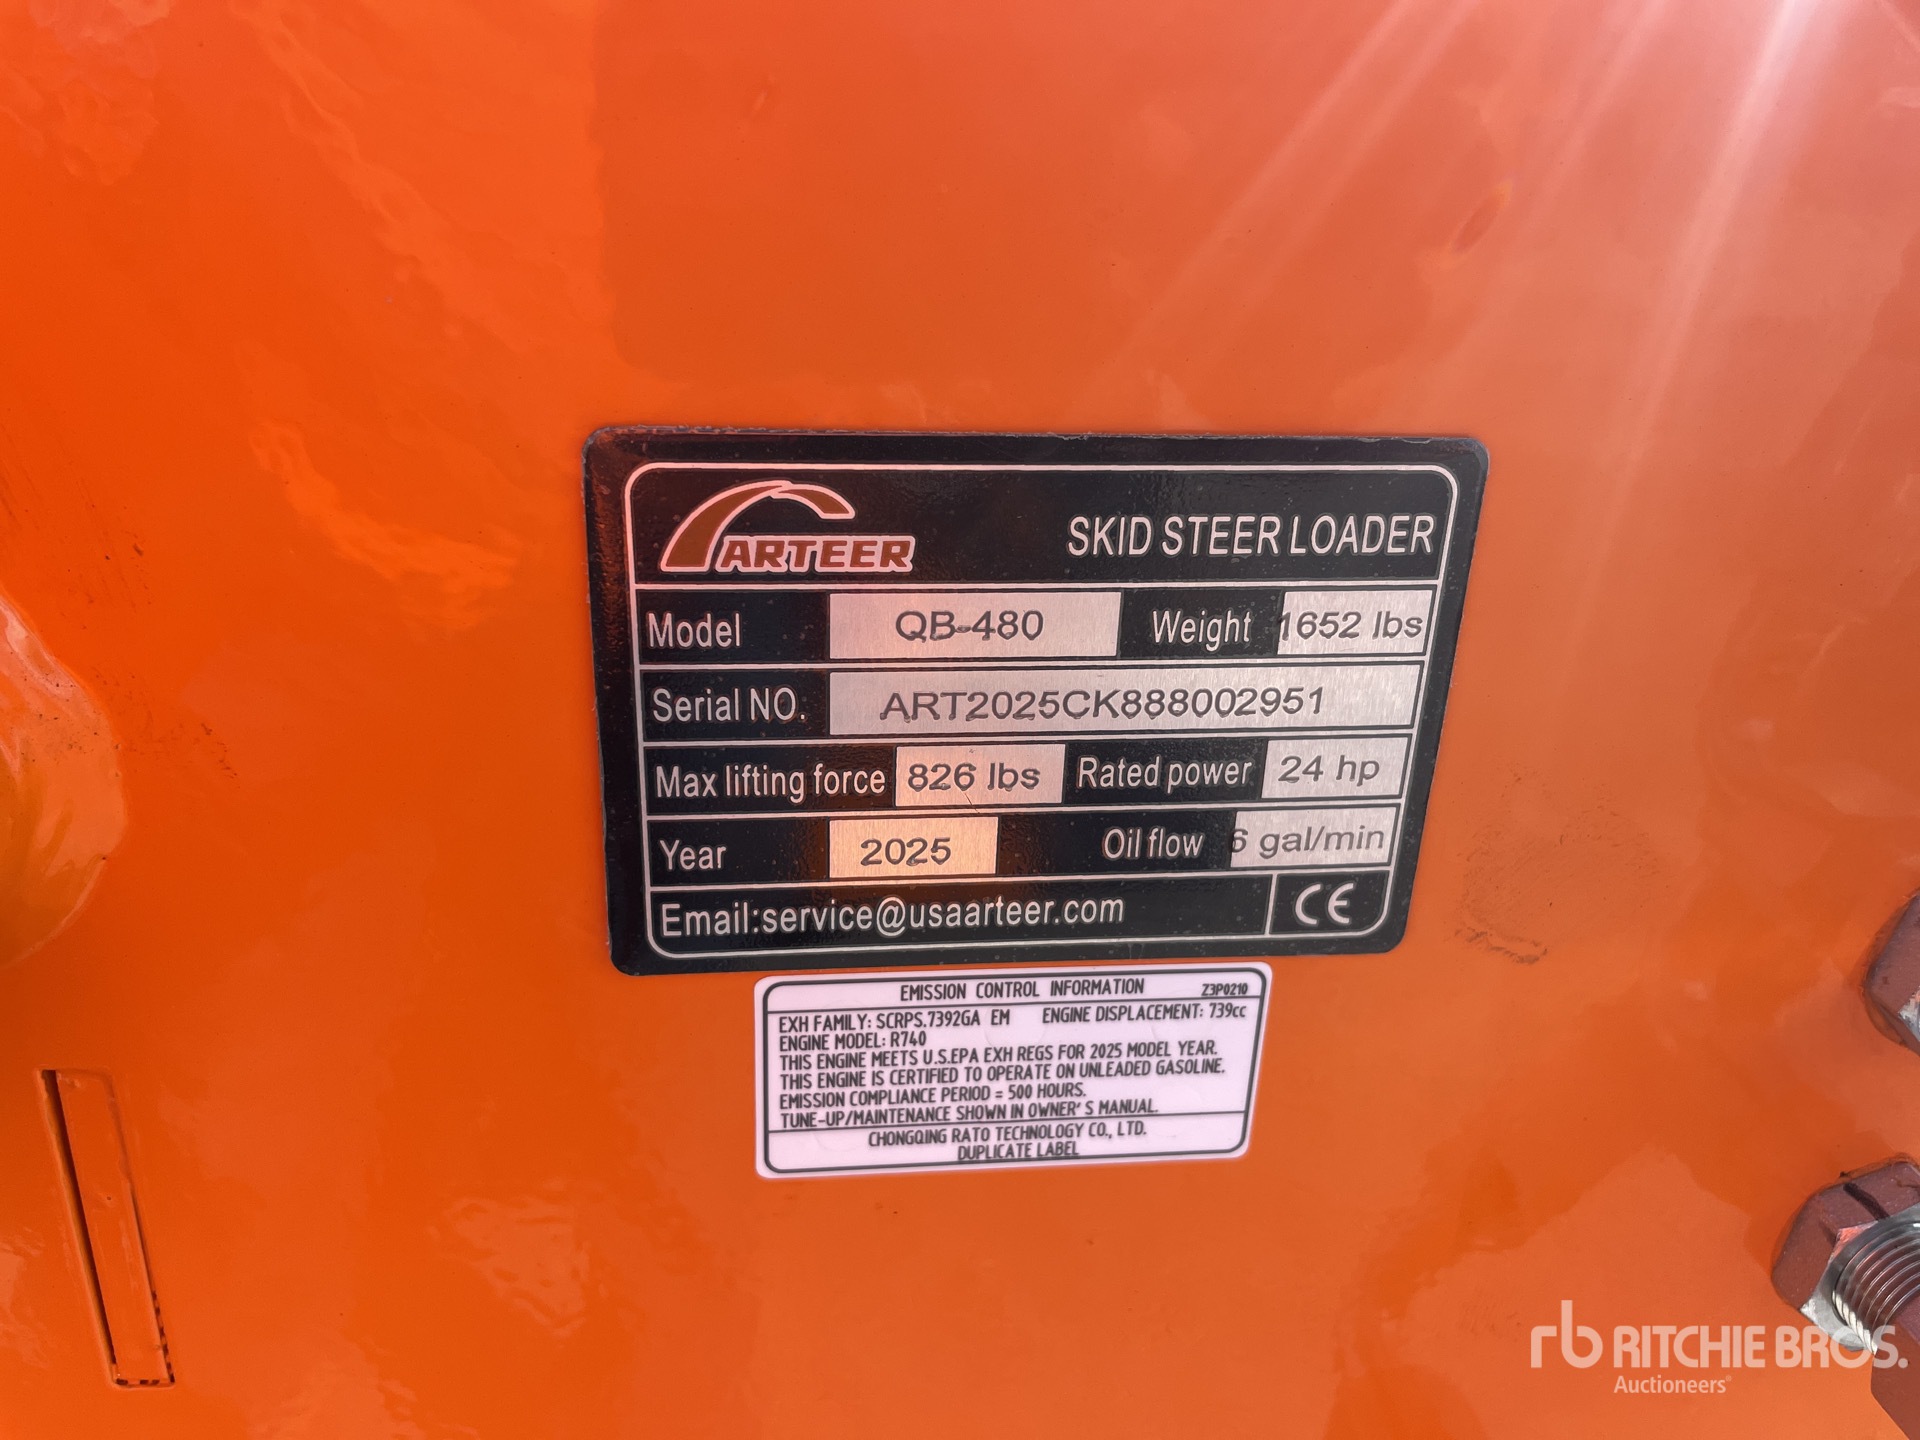 ARTEER SKID STEER LOADER
Model QB-480 Weight 1652 lbs
Serial NO. ART2025CK888002951
Max lifting force 826 lbs Rated power 24 hp
Year 2025 Oil flow 6 gal/min
Email:service@usaarteer.com CE
EMISSION CONTROL INFORMATION Z3P0210
EXH FAMILY: SCRPS.7392GA EM ENGINE DISPLACEMENT: 739cc
ENGINE MODEL: R740
THIS ENGINE MEETS U.S.EPA EXH REGS FOR 2025 MODEL YEAR.
THIS ENGINE IS CERTIFIED TO OPERATE ON UNLEADED GASOLINE.
EMISSION COMPLIANCE PERIOD = 500 HOURS.
TUNE-UP/MAINTENANCE SHOWN IN OWNER'S MANUAL.
CHONGQING RATO TECHNOLOGY CO., LTD.
DUPLICATE LABEL
rb RITCHIE BROS.
Auctioneers